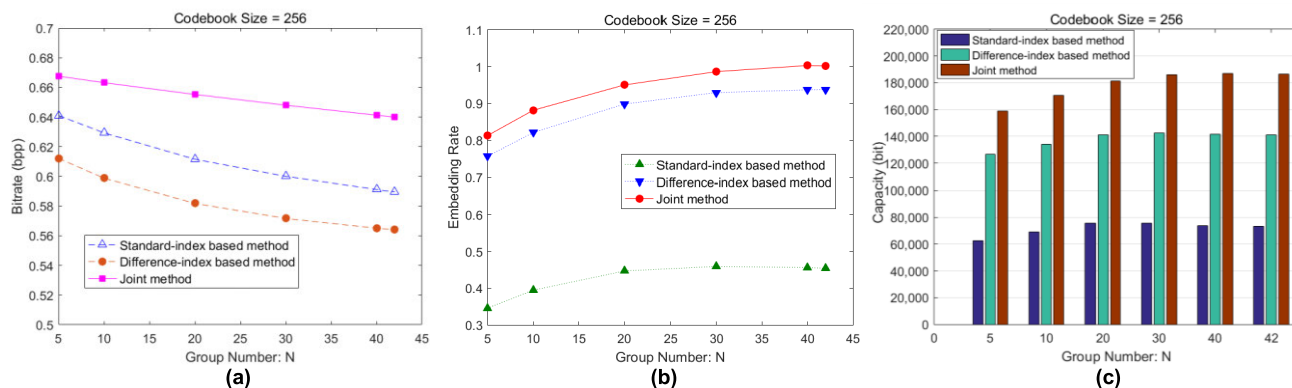 Codebook Size = 256
0.7
0.68
0.66
0.64
0.62
0.6
0.58
0.56
0.54
0.52
0.5
Bitrate (bpp)
Standard-index based method
Difference-index based method
Joint method
5 10 15 20 25 30 35 40 45
Group Number: N
(a)
Codebook Size = 256
1.1
1
0.9
0.8
0.7
0.6
0.5
0.4
0.3
Embedding Rate
Standard-index based method
Difference-index based method
Joint method
5 10 15 20 25 30 35 40 45
Group Number: N
(b)
Codebook Size = 256
220,000
200,000
180,000
160,000
140,000
120,000
100,000
80,000
60,000
40,000
20,000
0
Capacity (bit)
Standard-index based method
Difference-index based method
Joint method
0 5 10 20 30 40 42
Group Number: N
(c)